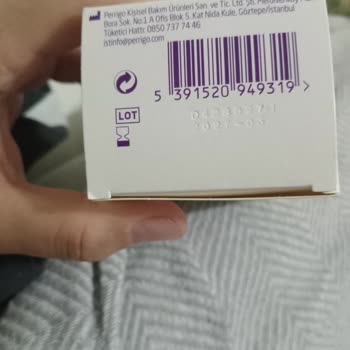 Perrigo Kişisel Bakım Ürünleri San. ve Tic. Ltd. Şti.
Bora Sok. No:1 A Ofis Blok 5. Kat Nida Kule, Göztepe/İstanbul
Tüketici Hattı: 0850 737 74 46
istinfo@perrigo.com
5 391520 949319 >
LOT